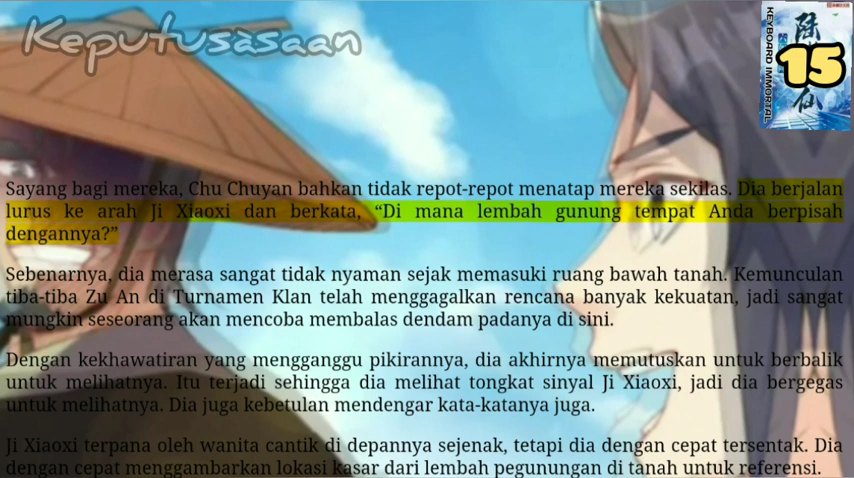 Keputusasaan
KEYBOARD IMMORTAL
15
Sayang bagi mereka, Chu Chuyan bahkan tidak repot-repot menatap mereka sekilas. Dia berjalan
lurus ke arah Ji Xiaoxi dan berkata, “Di mana lembah gunung tempat Anda berpisah
dengannya?”
Sebenarnya, dia merasa sangat tidak nyaman sejak memasuki ruang bawah tanah. Kemunculan
tiba-tiba Zu An di Turnamen Klan telah menggagalkan rencana banyak kekuatan, jadi sangat
mungkin seseorang akan mencoba membalas dendam padanya di sini.
Dengan kekhawatiran yang mengganggu pikirannya, dia akhirnya memutuskan untuk berbalik
untuk melihatnya. Itu terjadi sehingga dia melihat tongkat sinyal Ji Xiaoxi, jadi dia bergegas
untuk melihatnya. Dia juga kebetulan mendengar kata-katanya juga.
Ji Xiaoxi terpana oleh wanita cantik di depannya sejenak, tetapi dia dengan cepat tersentak. Dia
dengan cepat menggambarkan lokasi kasar dari lembah pegunungan di tanah untuk referensi.